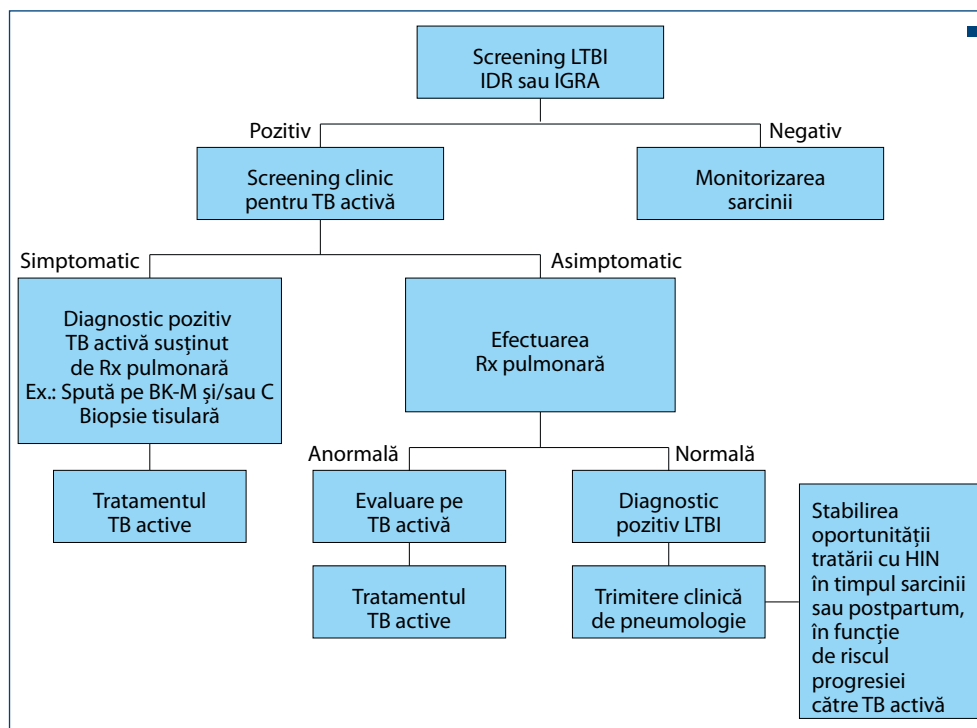 Screening LTBI
IDR sau IGRA
Pozitiv
Negativ
Screening clinic
pentru TB activă
Monitorizarea
sarcinii
Simptomatic
Asimptomatic
Diagnostic pozitiv
TB activă susținut
de Rx pulmonară
Ex.: Spută pe BK-M și/sau C
Biopsie tisulară
Efectuarea
Rx pulmonară
Anormală
Normală
Tratamentul
TB active
Evaluare pe
TB activă
Diagnostic
pozitiv LTBI
Tratamentul
TB active
Trimitere clinică
de pneumologie
Stabilirea
oportunității
tratării cu HIN
în timpul sarcinii
sau postpartum,
în funcție
de riscul
progresiei
către TB activă